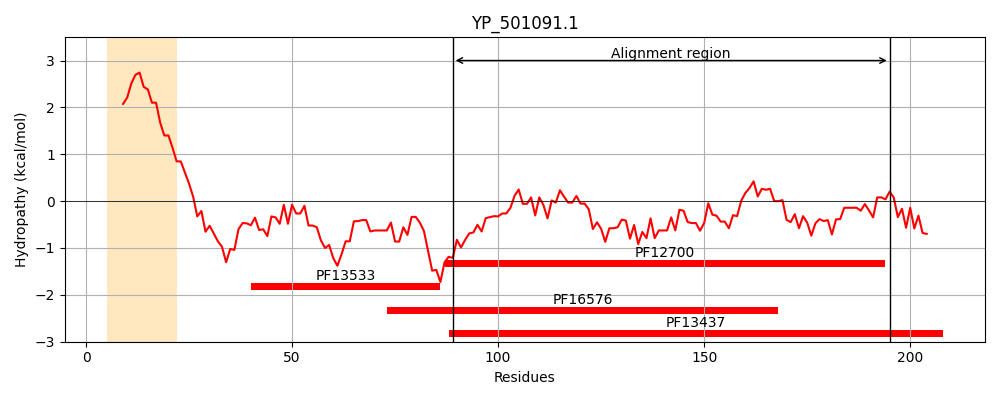 YP_501091.1
Hydropathy (kcal/mol)
3
2
1
0
−1
−2
−3
Alignment region
PF12700
PF13533
PF16576
PF13437
0 50 100 150 200
Residues